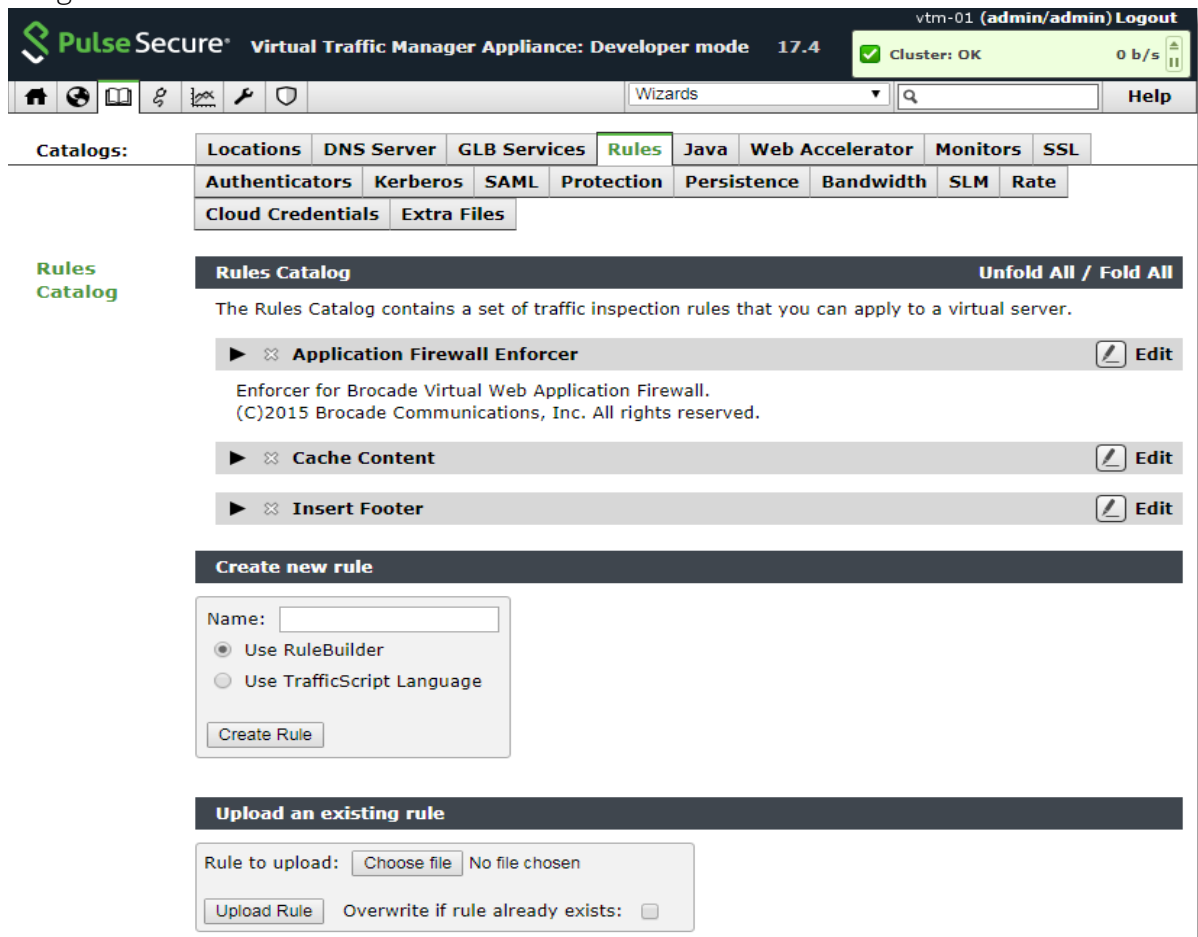 vtm-01 (admin/admin) Logout
Pulse Secure Virtual Traffic Manager Appliance: Developer mode 17.4
Cluster: OK 0 b/s
Wizards Help
Catalogs: Locations DNS Server GLB Services Rules Java Web Accelerator Monitors SSL
Authenticators Kerberos SAML Protection Persistence Bandwidth SLM Rate
Cloud Credentials Extra Files
Rules Catalog
Rules Catalog Unfold All / Fold All
The Rules Catalog contains a set of traffic inspection rules that you can apply to a virtual server.
Application Firewall Enforcer Edit
Enforcer for Brocade Virtual Web Application Firewall.
(C)2015 Brocade Communications, Inc. All rights reserved.
Cache Content Edit
Insert Footer Edit
Create new rule
Name:
Use RuleBuilder
Use TrafficScript Language
Create Rule
Upload an existing rule
Rule to upload: Choose file No file chosen
Upload Rule Overwrite if rule already exists: